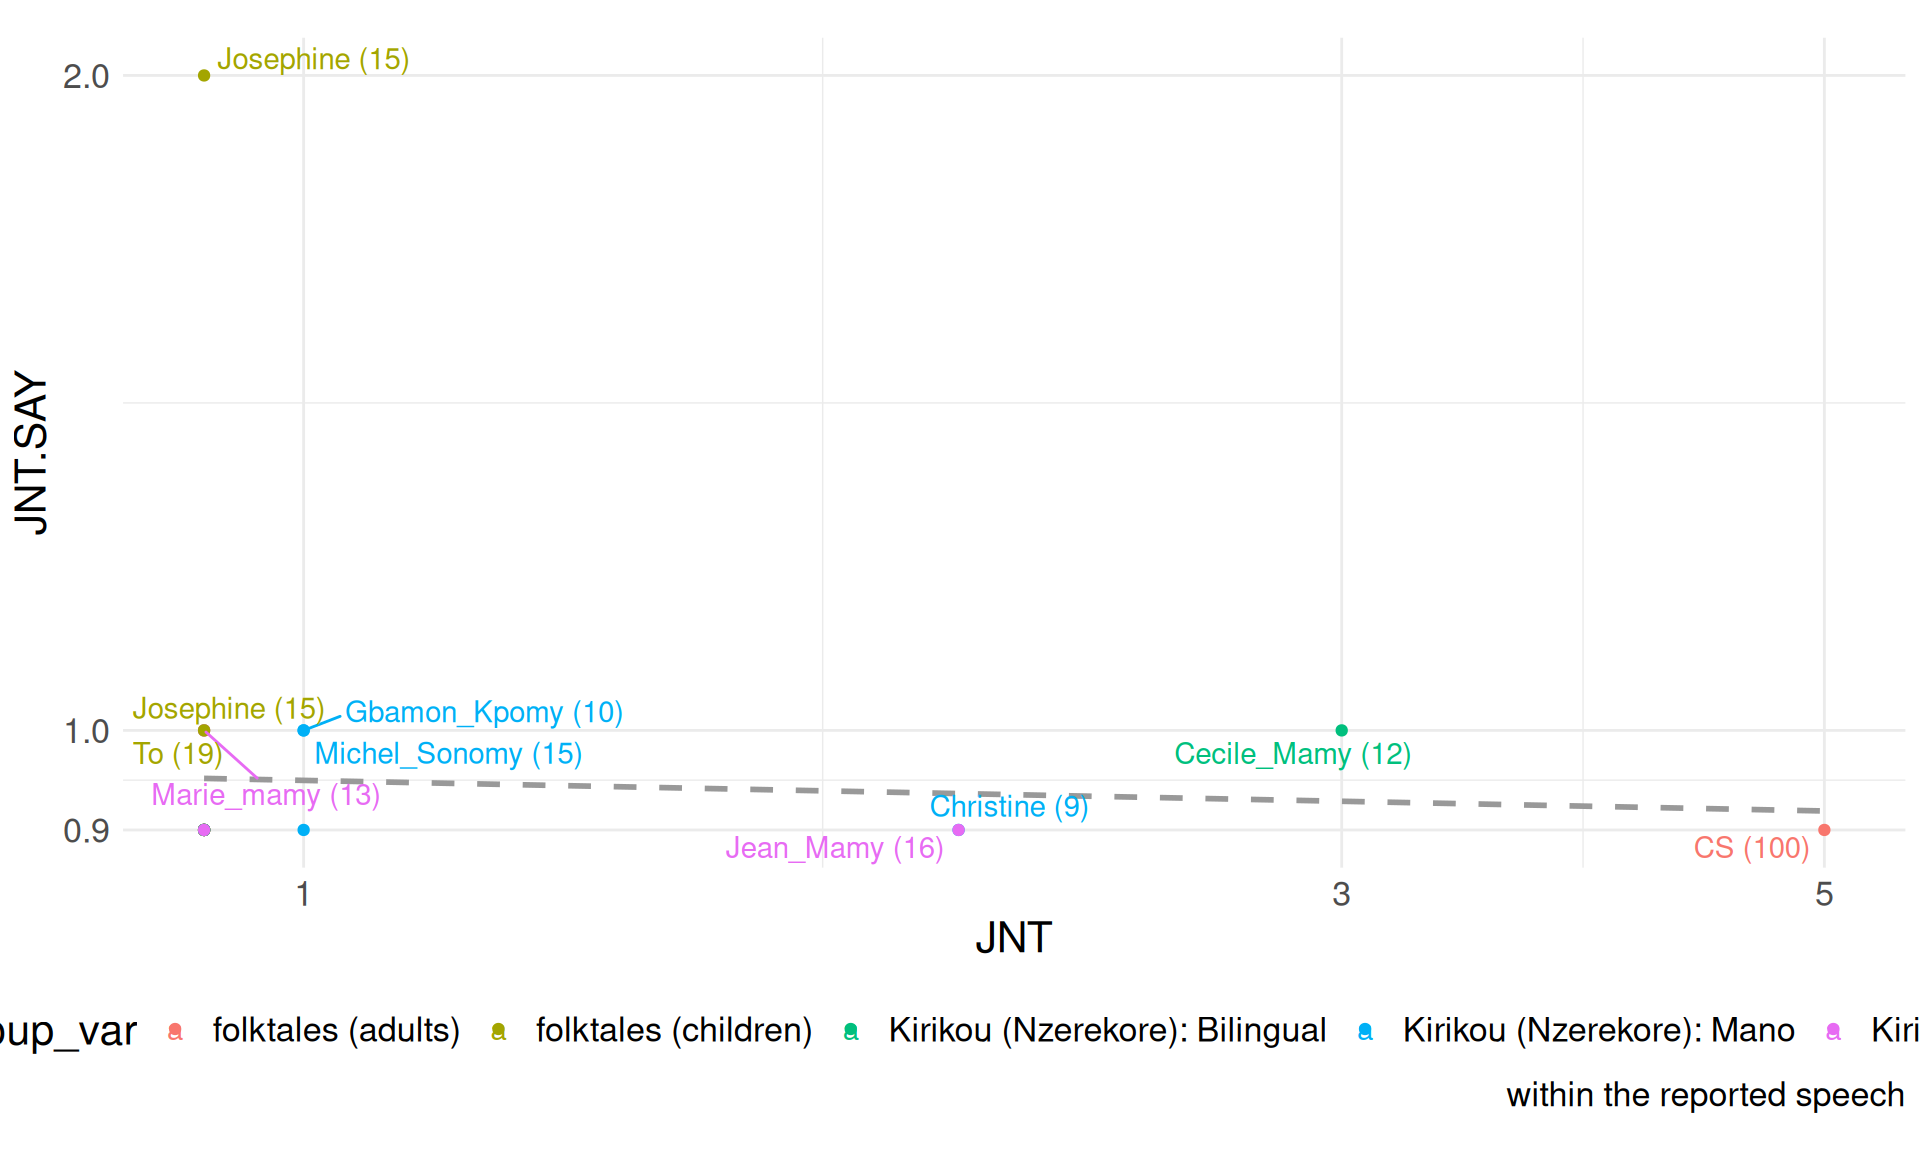 Josephine (15)
2.0
JNT.SAY
Josephine (15)
Gbamon_Kpomy (10)
1.0
To (19)
Michel_Sonomy (15)
Cecile_Mamy (12)
Marie_mamy (13)
Christine (9)
0.9
Jean_Mamy (16)
CS (100)
1
3
5
JNT
oup_var a folktales (adults) a folktales (children) a Kirikou (Nzerekore): Bilingual a Kirikou (Nzerekore): Mano a Kiri
within the reported speech